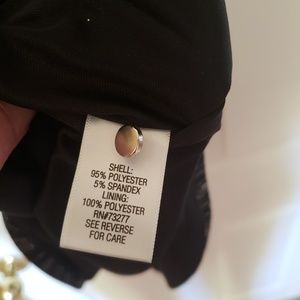 SHELL:
95% POLYESTER
5% SPANDEX
LINING:
100% POLYESTER
RN#73277
SEE REVERSE
FOR CARE